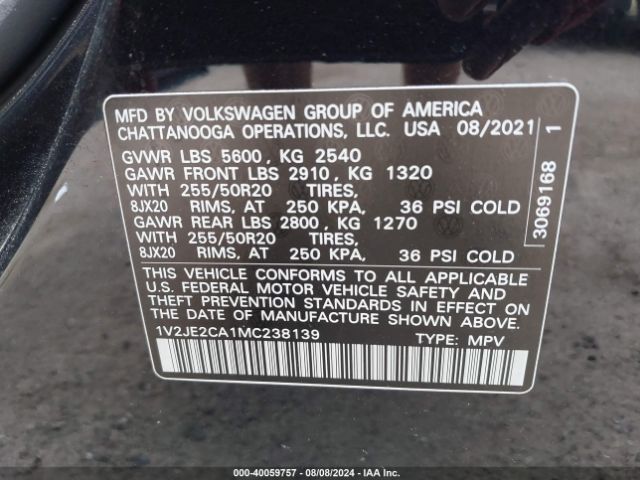 MFD BY VOLKSWAGEN GROUP OF AMERICA
CHATTANOOGA OPERATIONS, LLC. USA 08/2021
GVWR LBS 5600, KG 2540
GAWR FRONT LBS 2910, KG 1320
WITH 255/50R20 TIRES,
8JX20 RIMS, AT 250 KPA, 36 PSI COLD
GAWR REAR LBS 2800, KG 1270
WITH 255/50R20 TIRES,
8JX20 RIMS, AT 250 KPA, 36 PSI COLD
THIS VEHICLE CONFORMS TO ALL APPLICABLE
U.S. FEDERAL MOTOR VEHICLE SAFETY AND
THEFT PREVENTION STANDARDS IN EFFECT ON
THE DATE OF MANUFACTURE SHOWN ABOVE.
1V2JE2CA1MC238139 TYPE: MPV
3069168 1
000-40059757 - 08/08/2024 - IAA Inc.